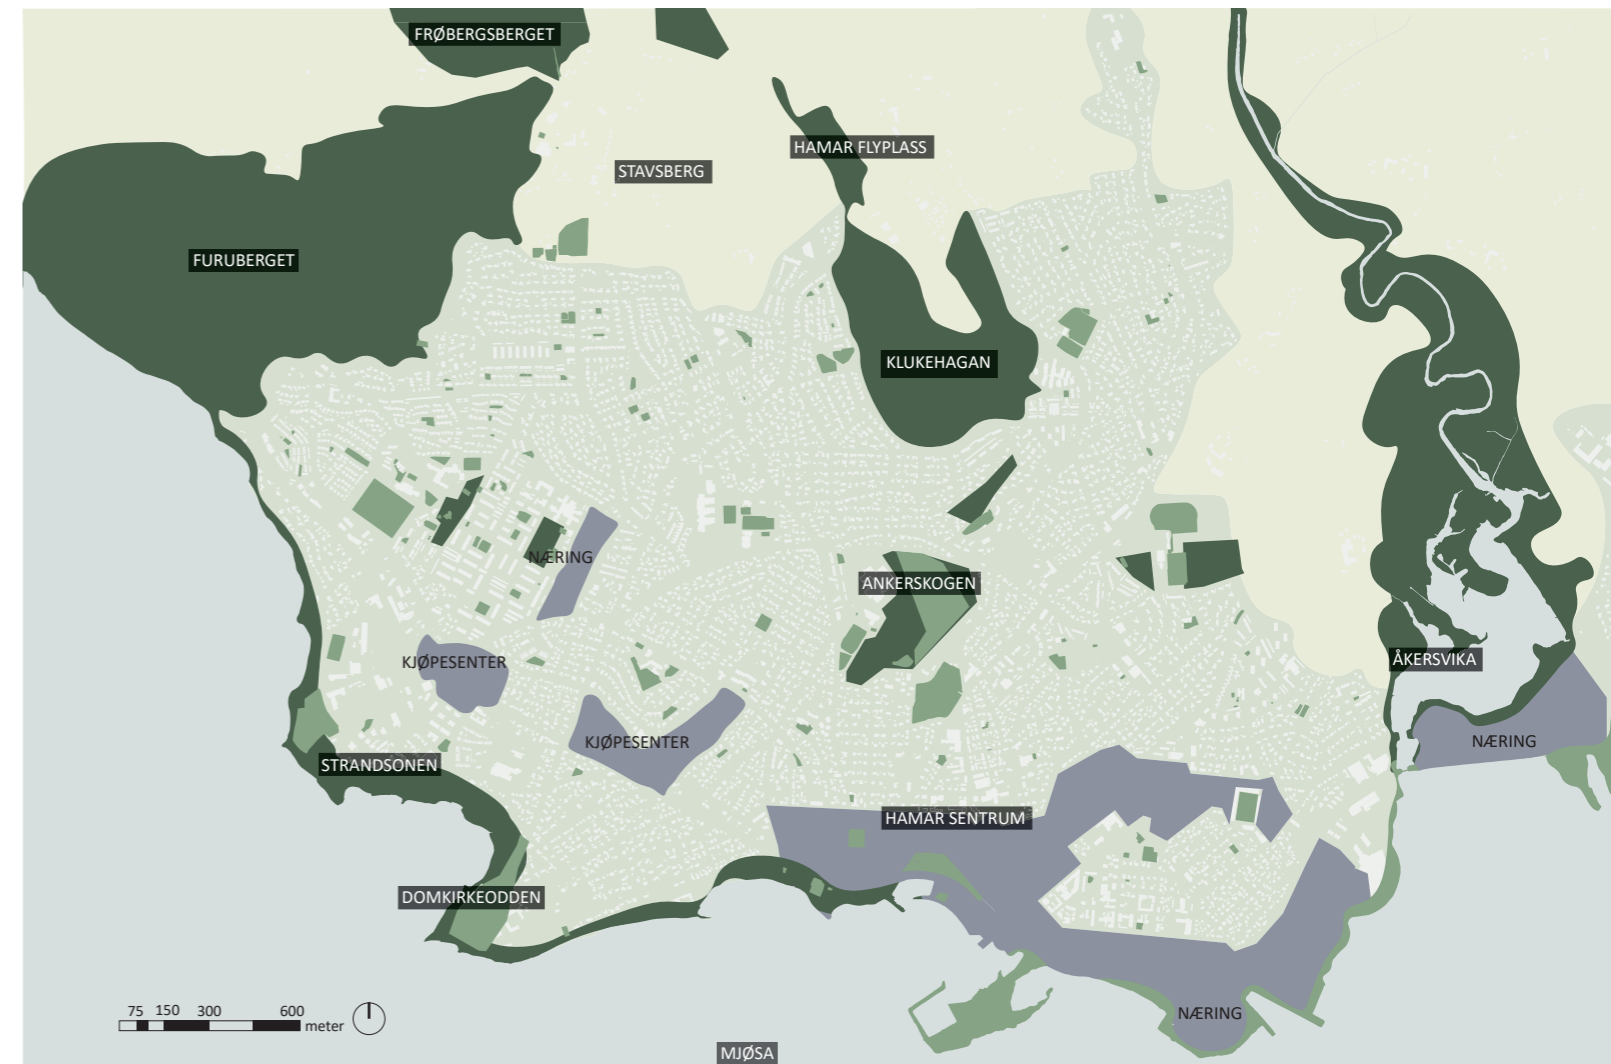 FRØBERGSBERGET
HAMAR FLYPLASS
STAVSBERG
FURUBERGET
KLUKEHAGAN
NÆRING
ANKERSKOGEN
KJØPESENTER
ÅKERSVIKA
KJØPESENTER
NÆRING
STRANDSONEN
HAMAR SENTRUM
DOMKIRKEODDEN
NÆRING
75 150 300 600
meter
MJØSA